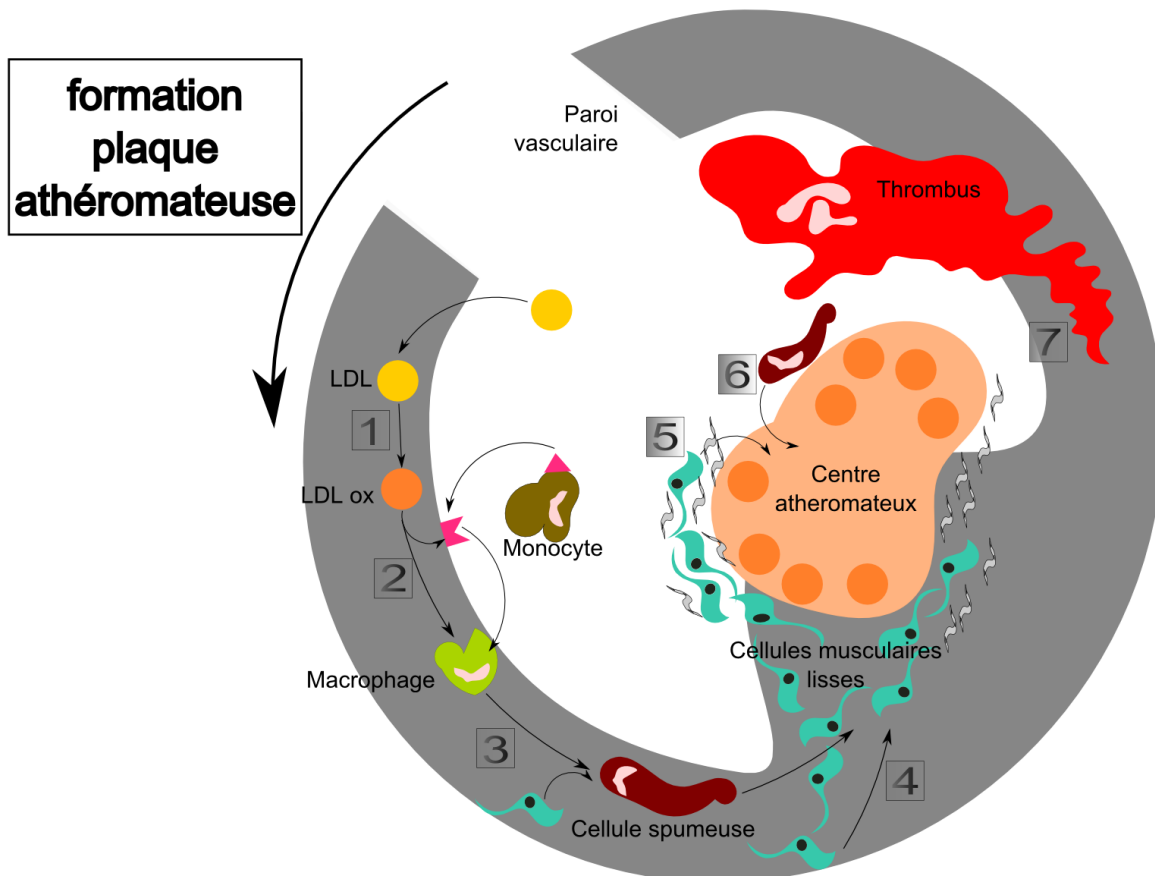 formation
plaque
athéromateuse
Paroi
vasculaire
Thrombus
LDL
1
LDL ox
2
Monocyte
Macrophage
3
Cellule spumeuse
4
5
6
7
Centre
atheromateux
Cellules musculaires
lisses